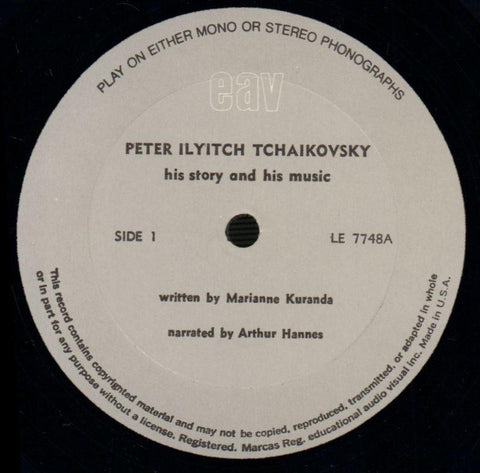 PLAY ON EITHER MONO OR STEREO PHONOGRAPHS
eav
PETER ILYITCH TCHAIKOVSKY
his story and his music
SIDE 1
LE 7748A
written by Marianne Kuranda
narrated by Arthur Hannes
This record contains copyrighted material and may not be copied, reproduced, transmitted, or adapted in whole
or in part for any purpose without a license. Registered. Marcas Reg. educational audio visual inc. Made in U.S.A.